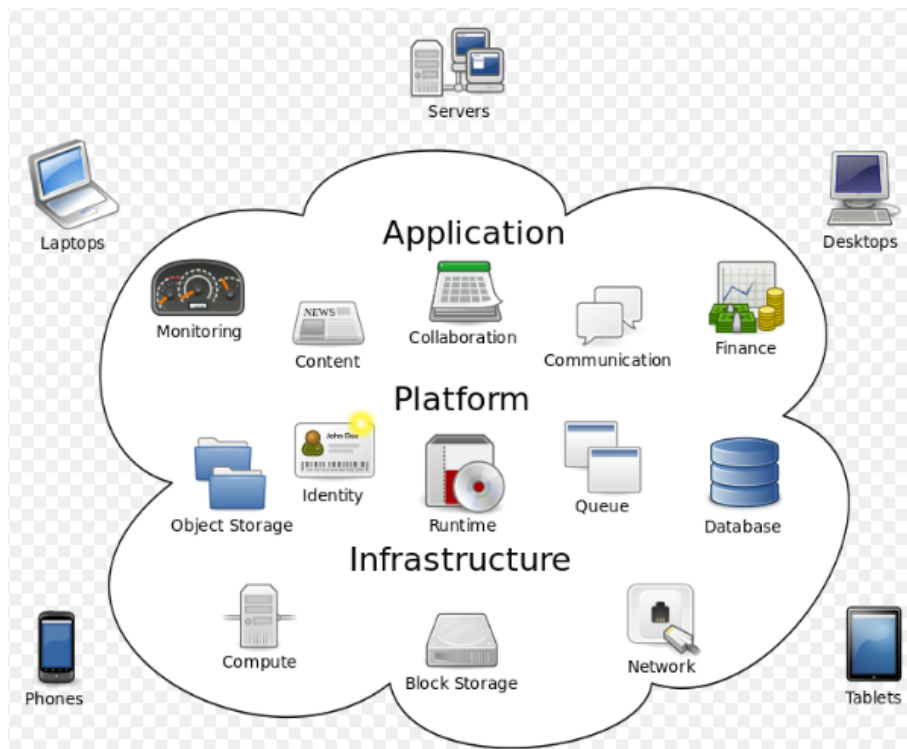 Servers
Laptops
Desktops
Application
Monitoring
NEWS
Content
Collaboration
Communication
Finance
Platform
John Doe
Object Storage
Identity
Runtime
Queue
Database
Infrastructure
Compute
Block Storage
Network
Phones
Tablets